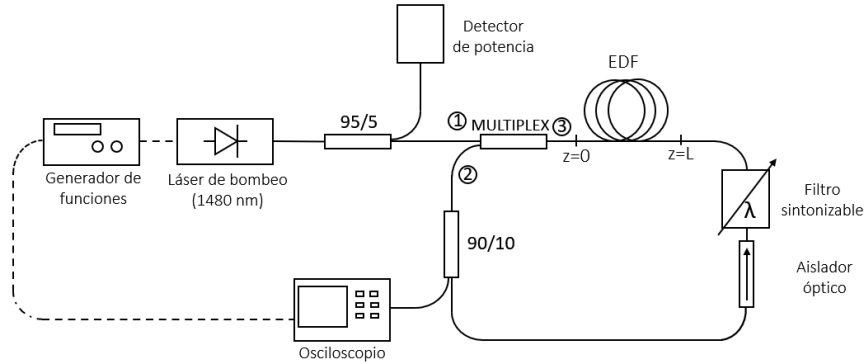 Detector
de potencia
EDF
95/5
①
MULTIPLEX
③
z=0
z=L
Generador de
funciones
Láser de bombeo
(1480 nm)
②
Filtro
sintonizable
λ
90/10
Aislador
óptico
Osciloscopio